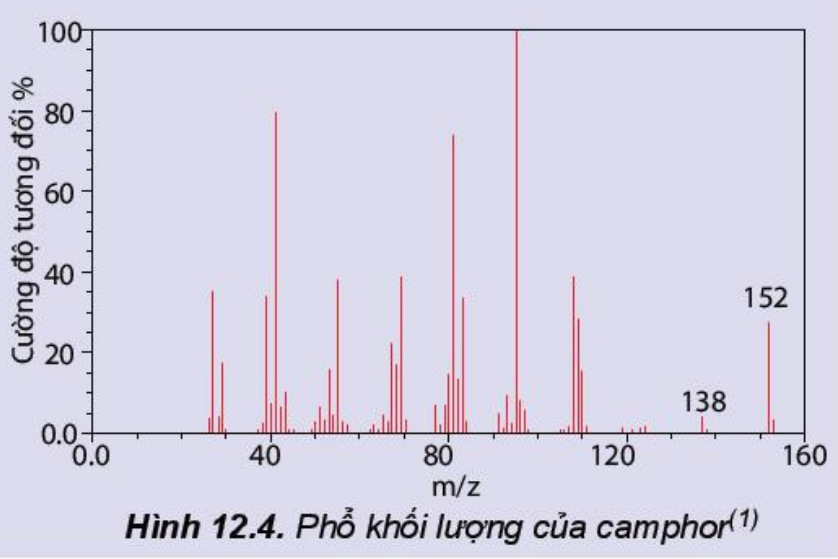 Cường độ tương đối %
100
80
60
40
20
0.0
152
138
0.0 40 80 120 160
m/z
Hình 12.4. Phổ khối lượng của camphor(1)